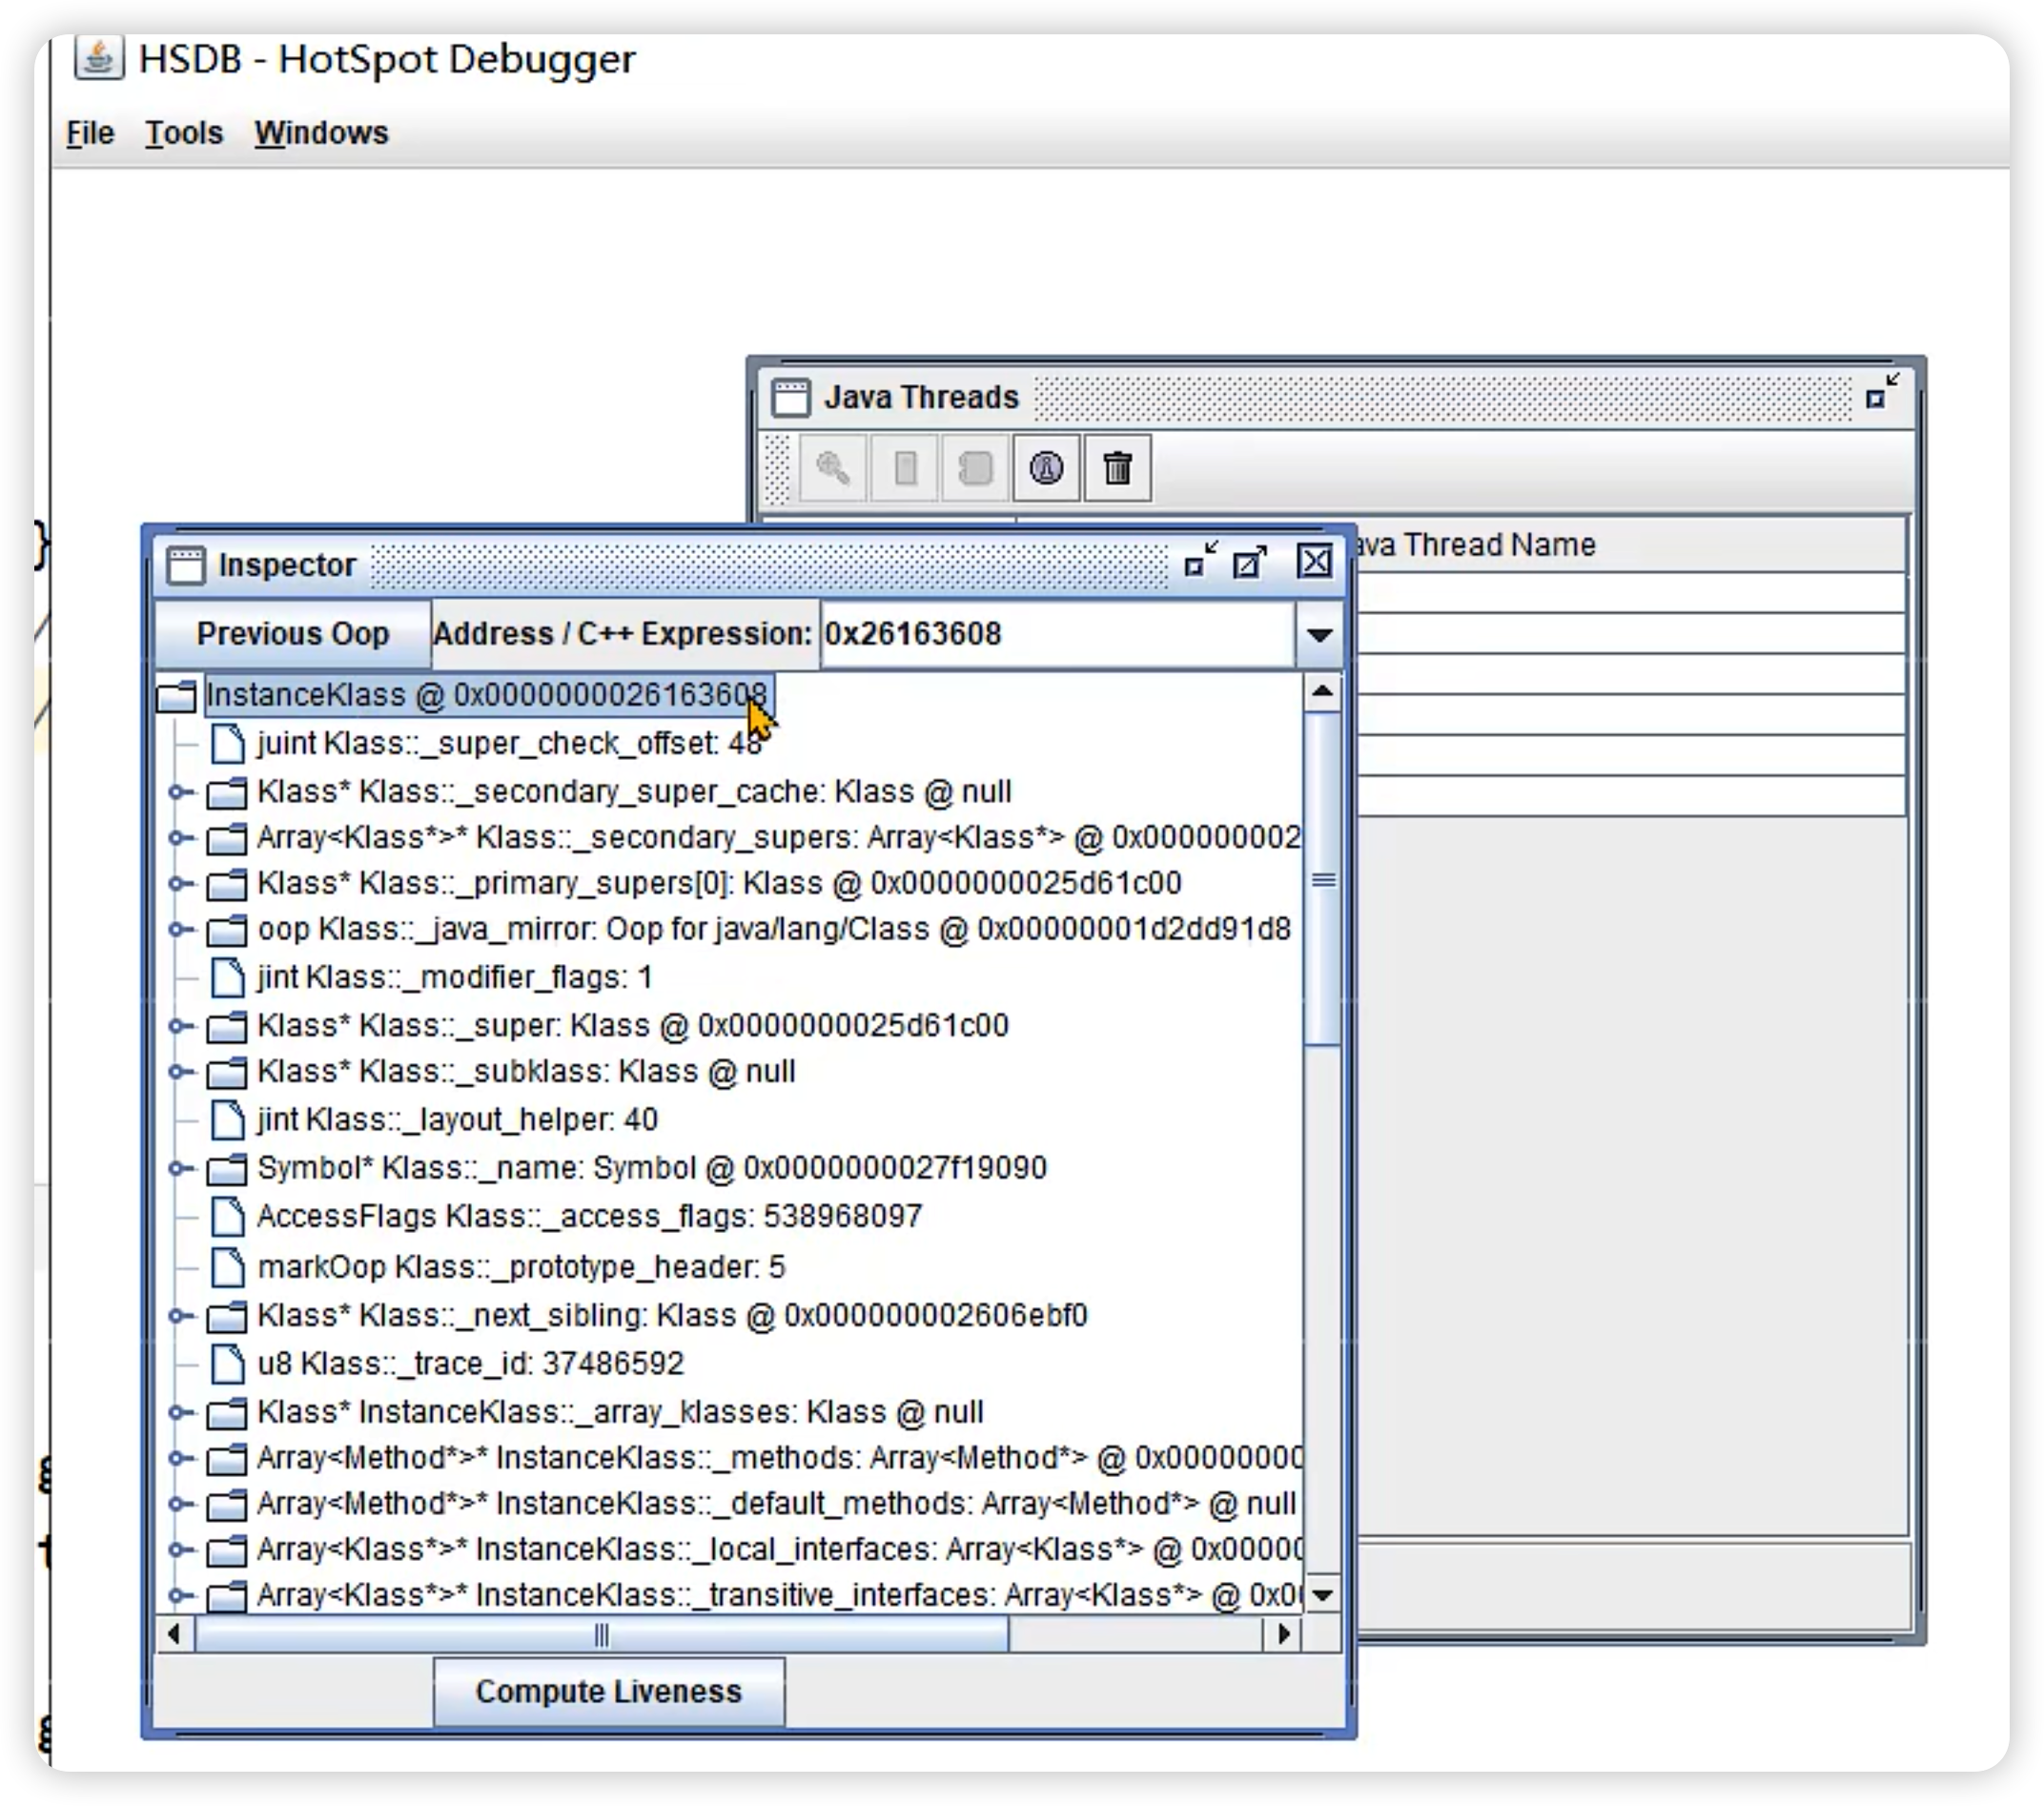 HSDB - HotSpot Debugger
File Tools Windows
Java Threads
ava Thread Name
Inspector
Previous Oop Address / C++ Expression: 0x26163608
InstanceKlass @ 0x0000000026163608
juint Klass::_super_check_offset: 48
Klass* Klass::_secondary_super_cache: Klass @ null
Array<Klass*>* Klass::_secondary_supers: Array<Klass*> @ 0x000000002
Klass* Klass::_primary_supers[0]: Klass @ 0x0000000025d61c00
oop Klass::_java_mirror: Oop for java/lang/Class @ 0x00000001d2dd91d8
jint Klass::_modifier_flags: 1
Klass* Klass::_super: Klass @ 0x0000000025d61c00
Klass* Klass::_subklass: Klass @ null
jint Klass::_layout_helper: 40
Symbol* Klass::_name: Symbol @ 0x0000000027f19090
AccessFlags Klass::_access_flags: 538968097
markOop Klass::_prototype_header: 5
Klass* Klass::_next_sibling: Klass @ 0x000000002606ebf0
u8 Klass::_trace_id: 37486592
Klass* InstanceKlass::_array_klasses: Klass @ null
Array<Method*>* InstanceKlass::_methods: Array<Method*> @ 0x00000000
Array<Method*>* InstanceKlass::_default_methods: Array<Method*> @ null
Array<Klass*>* InstanceKlass::_local_interfaces: Array<Klass*> @ 0x00000
Array<Klass*>* InstanceKlass::_transitive_interfaces: Array<Klass*> @ 0x0
Compute Liveness